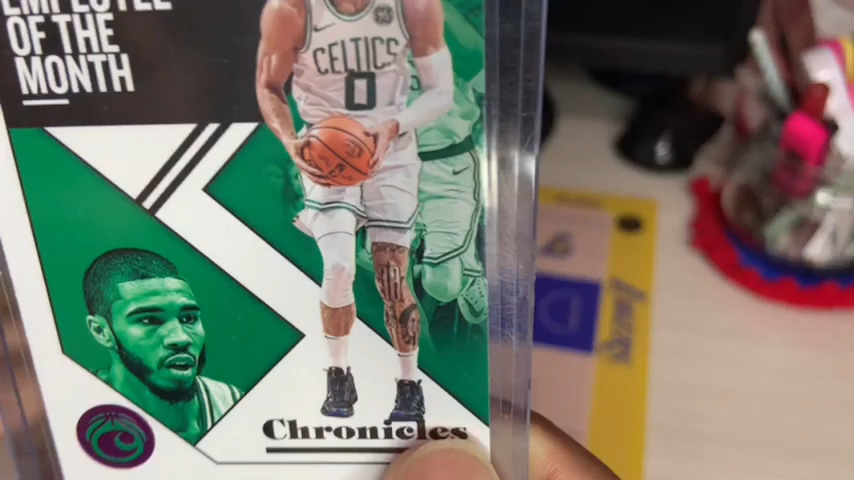 EMPLOYEE
OF THE
MONTH
CELTICS
0
Chronicles